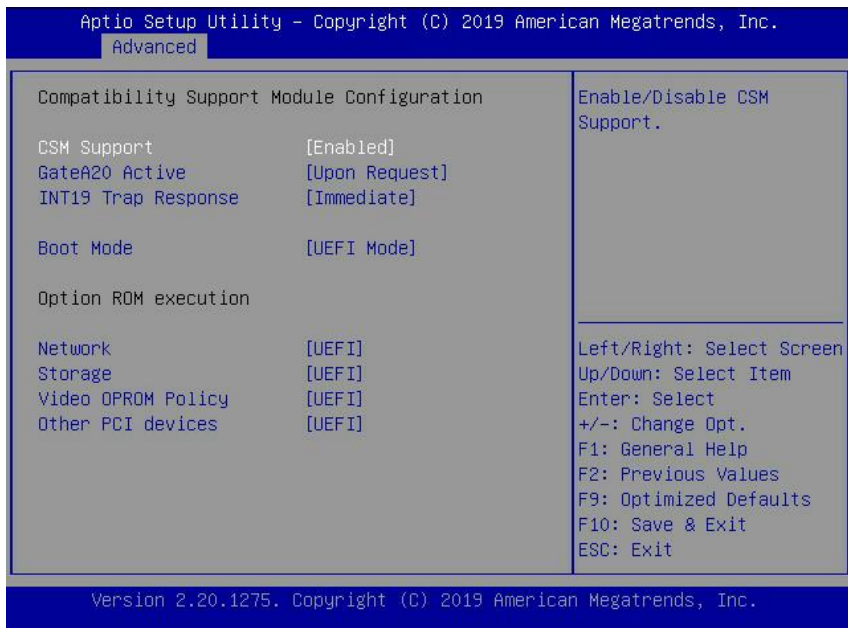 Aptio Setup Utility – Copyright (C) 2019 American Megatrends, Inc.
Advanced
Compatibility Support Module Configuration
CSM Support [Enabled]
GateA20 Active [Upon Request]
INT19 Trap Response [Immediate]
Boot Mode [UEFI Mode]
Option ROM execution
Network [UEFI]
Storage [UEFI]
Video OPROM Policy [UEFI]
Other PCI devices [UEFI]
Enable/Disable CSM
Support.
Left/Right: Select Screen
Up/Down: Select Item
Enter: Select
+/-: Change Opt.
F1: General Help
F2: Previous Values
F9: Optimized Defaults
F10: Save & Exit
ESC: Exit
Version 2.20.1275. Copyright (C) 2019 American Megatrends, Inc.